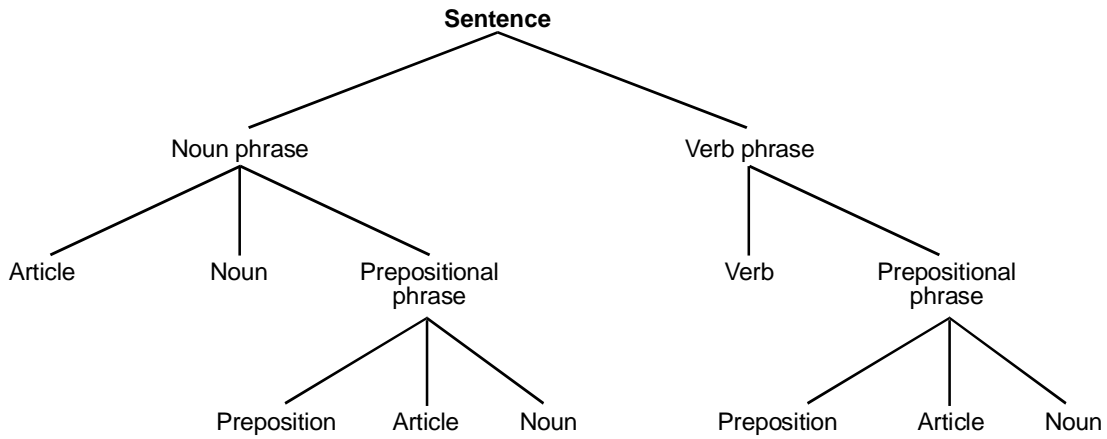 Sentence
Noun phrase
Verb phrase
Article
Noun
Prepositional
phrase
Verb
Prepositional
phrase
Preposition
Article
Noun
Preposition
Article
Noun